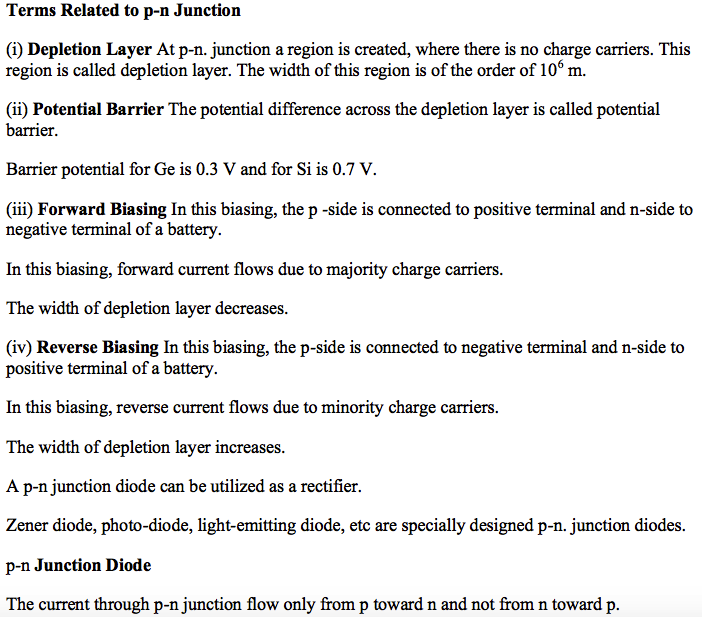 Terms Related to p-n Junction
(i) Depletion Layer At p-n. junction a region is created, where there is no charge carriers. This
region is called depletion layer. The width of this region is of the order of 10⁶ m.
(ii) Potential Barrier The potential difference across the depletion layer is called potential
barrier.
Barrier potential for Ge is 0.3 V and for Si is 0.7 V.
(iii) Forward Biasing In this biasing, the p -side is connected to positive terminal and n-side to
negative terminal of a battery.
In this biasing, forward current flows due to majority charge carriers.
The width of depletion layer decreases.
(iv) Reverse Biasing In this biasing, the p-side is connected to negative terminal and n-side to
positive terminal of a battery.
In this biasing, reverse current flows due to minority charge carriers.
The width of depletion layer increases.
A p-n junction diode can be utilized as a rectifier.
Zener diode, photo-diode, light-emitting diode, etc are specially designed p-n. junction diodes.
p-n Junction Diode
The current through p-n junction flow only from p toward n and not from n toward p.